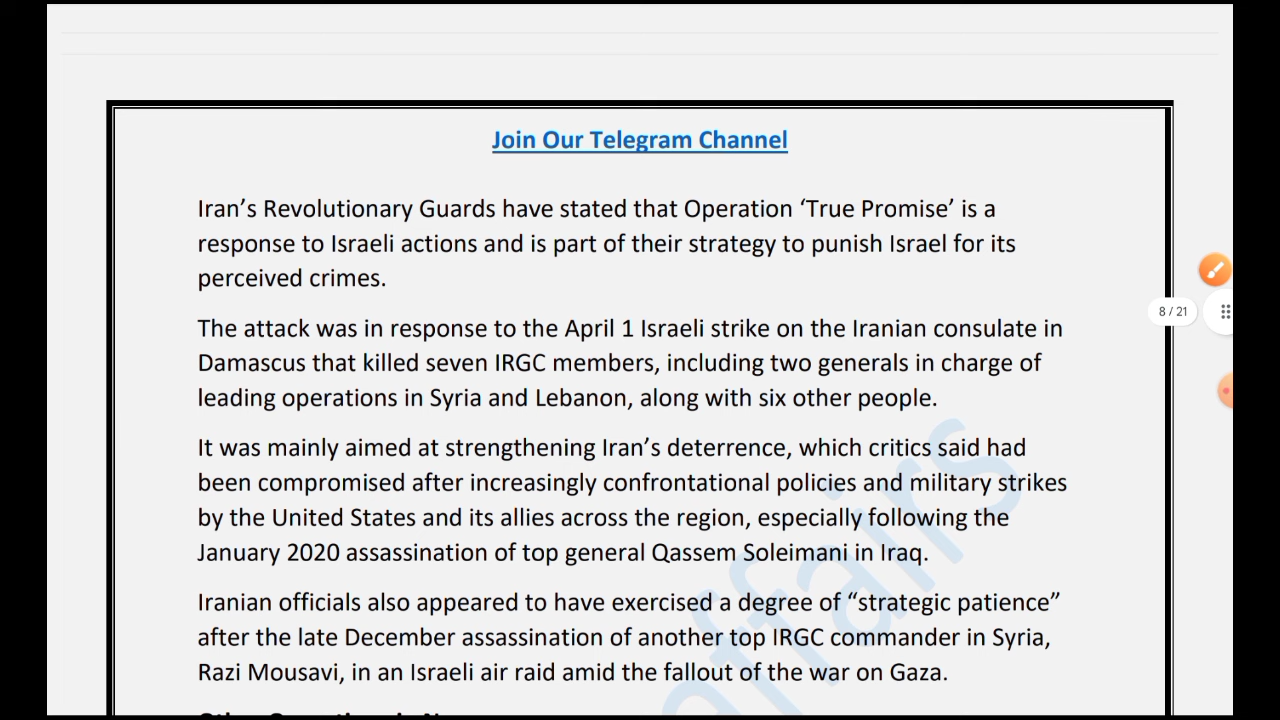 Join Our Telegram Channel
Iran’s Revolutionary Guards have stated that Operation ‘True Promise’ is a
response to Israeli actions and is part of their strategy to punish Israel for its
perceived crimes.
8 / 21
The attack was in response to the April 1 Israeli strike on the Iranian consulate in
Damascus that killed seven IRGC members, including two generals in charge of
leading operations in Syria and Lebanon, along with six other people.
It was mainly aimed at strengthening Iran’s deterrence, which critics said had
been compromised after increasingly confrontational policies and military strikes
by the United States and its allies across the region, especially following the
January 2020 assassination of top general Qassem Soleimani in Iraq.
Iranian officials also appeared to have exercised a degree of “strategic patience”
after the late December assassination of another top IRGC commander in Syria,
Razi Mousavi, in an Israeli air raid amid the fallout of the war on Gaza.
affairs